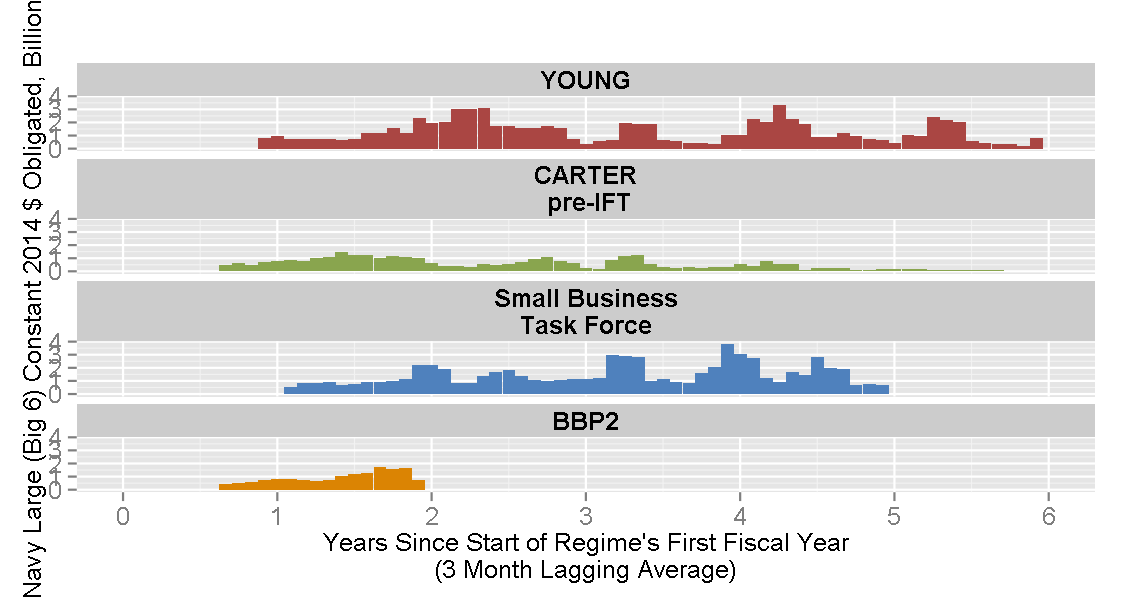 Navy Large (Big 6) Constant 2014 $ Obligated, Billion
YOUNG
4
3
2
1
0
CARTER
pre-IFT
4
3
2
1
0
Small Business
Task Force
4
3
2
1
0
BBP2
4
3
2
1
0
0 1 2 3 4 5 6
Years Since Start of Regime's First Fiscal Year
(3 Month Lagging Average)